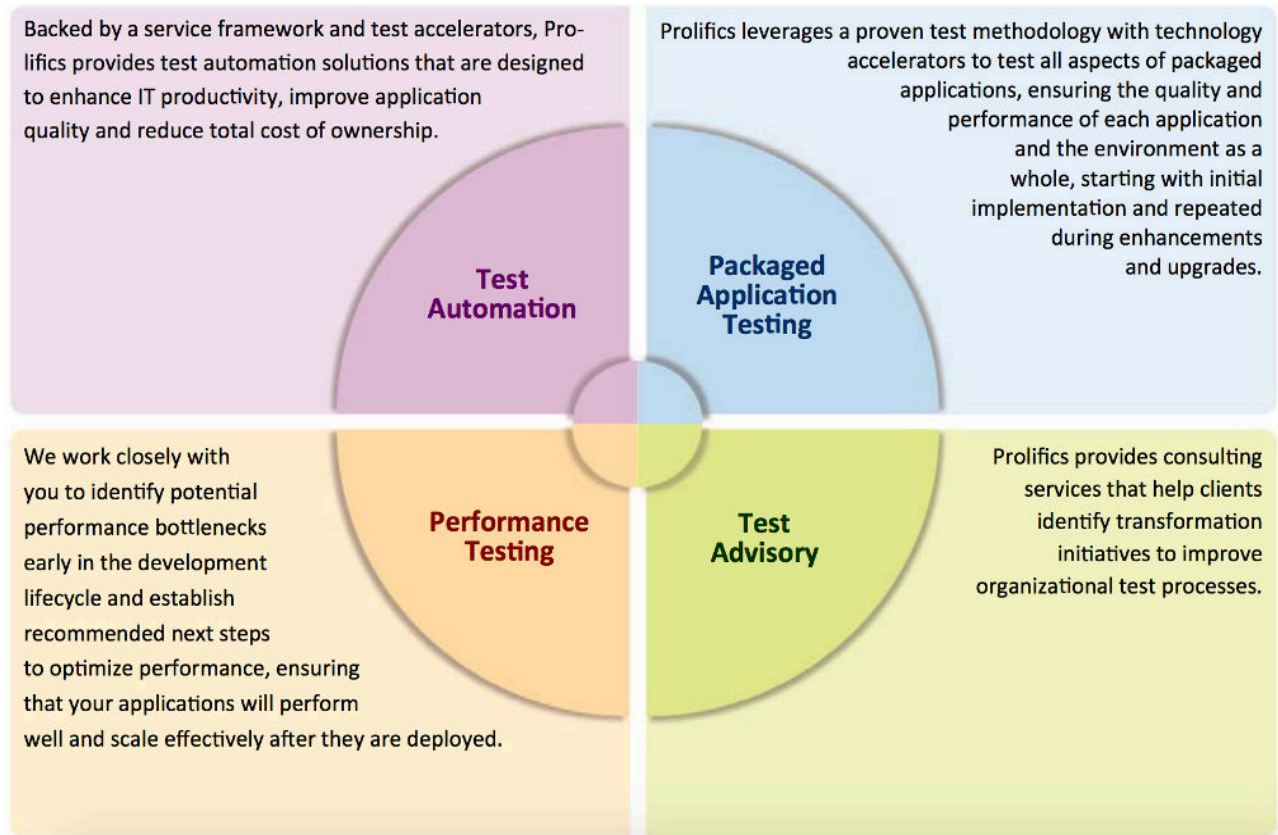 Backed by a service framework and test accelerators, Pro-
lifics provides test automation solutions that are designed
to enhance IT productivity, improve application
quality and reduce total cost of ownership.
Test
Automation
Prolifics leverages a proven test methodology with technology
accelerators to test all aspects of packaged
applications, ensuring the quality and
performance of each application
and the environment as a
whole, starting with initial
implementation and repeated
during enhancements
and upgrades.
Packaged
Application
Testing
We work closely with
you to identify potential
performance bottlenecks
early in the development
lifecycle and establish
recommended next steps
to optimize performance, ensuring
that your applications will perform
well and scale effectively after they are deployed.
Performance
Testing
Test
Advisory
Prolifics provides consulting
services that help clients
identify transformation
initiatives to improve
organizational test processes.